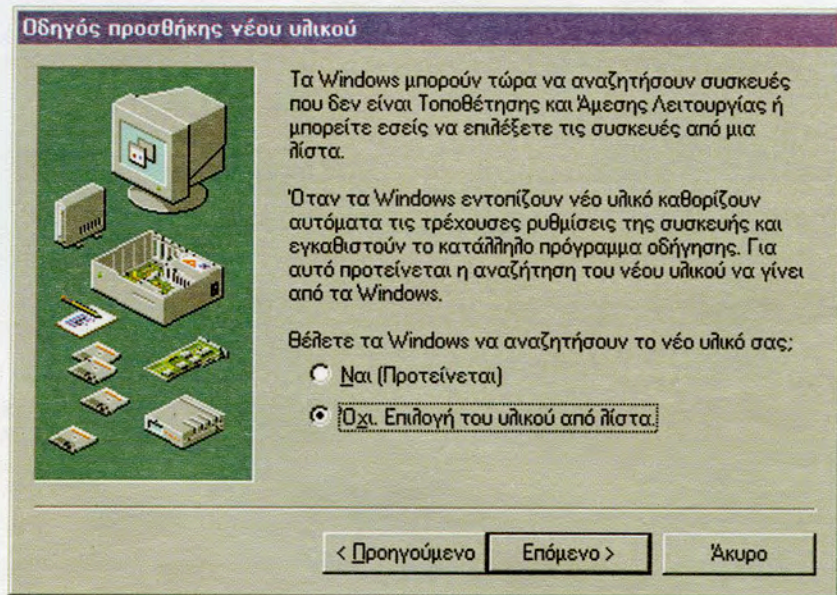 Οδηγός προσθήκης νέου υλικού
Τα Windows μπορούν τώρα να αναζητήσουν συσκευές
που δεν είναι Τοποθέτησης και Άμεσης Λειτουργίας ή
μπορείτε εσείς να επιλέξετε τις συσκευές από μια
λίστα.
Όταν τα Windows εντοπίζουν νέο υλικό καθορίζουν
αυτόματα τις τρέχουσες ρυθμίσεις της συσκευής και
εγκαθιστούν το κατάλληλο πρόγραμμα οδήγησης. Για
αυτό προτείνεται η αναζήτηση του νέου υλικού να γίνει
από τα Windows.
Θέλετε τα Windows να αναζητήσουν το νέο υλικό σας;
Ναι (Προτείνεται)
Όχι. Επιλογή του υλικού από λίστα.
< Προηγούμενο
Επόμενο >
Άκυρο